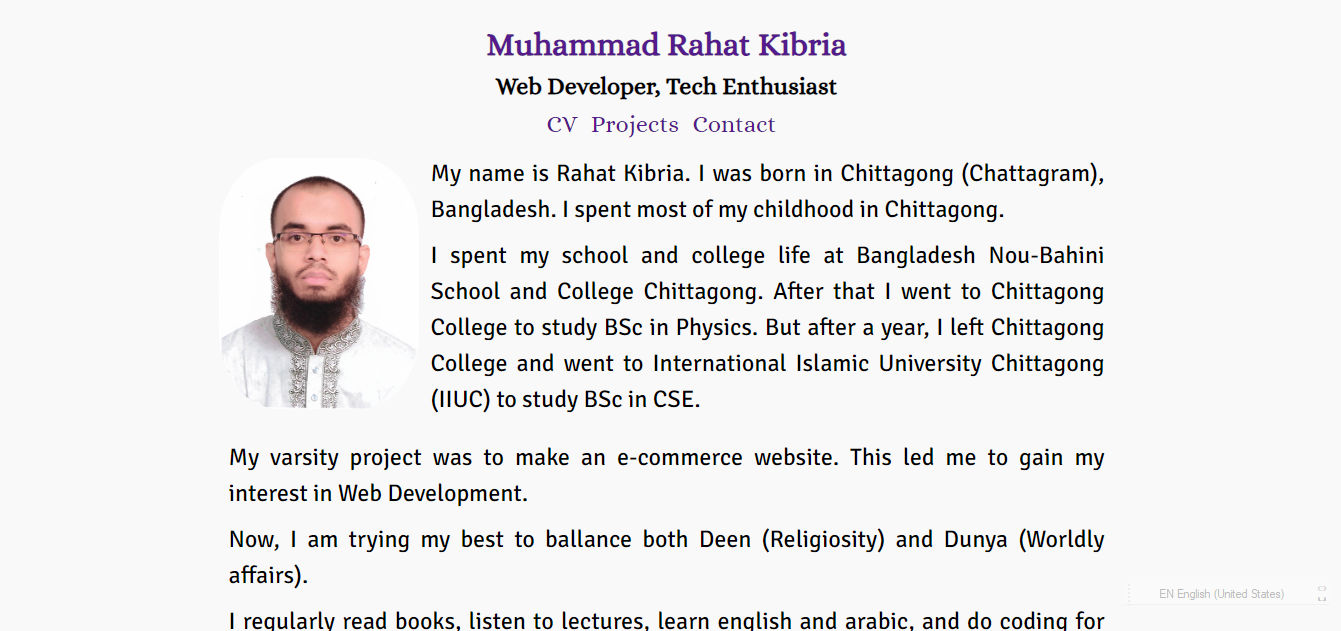 Muhammad Rahat Kibria
Web Developer, Tech Enthusiast
CV Projects Contact
My name is Rahat Kibria. I was born in Chittagong (Chattagram),
Bangladesh. I spent most of my childhood in Chittagong.
I spent my school and college life at Bangladesh Nou-Bahini
School and College Chittagong. After that I went to Chittagong
College to study BSc in Physics. But after a year, I left Chittagong
College and went to International Islamic University Chittagong
(IIUC) to study BSc in CSE.
My varsity project was to make an e-commerce website. This led me to gain my
interest in Web Development.
Now, I am trying my best to ballance both Deen (Religiosity) and Dunya (Worldly
affairs).
EN English (United States)
I regularly read books, listen to lectures, learn english and arabic, and do coding for